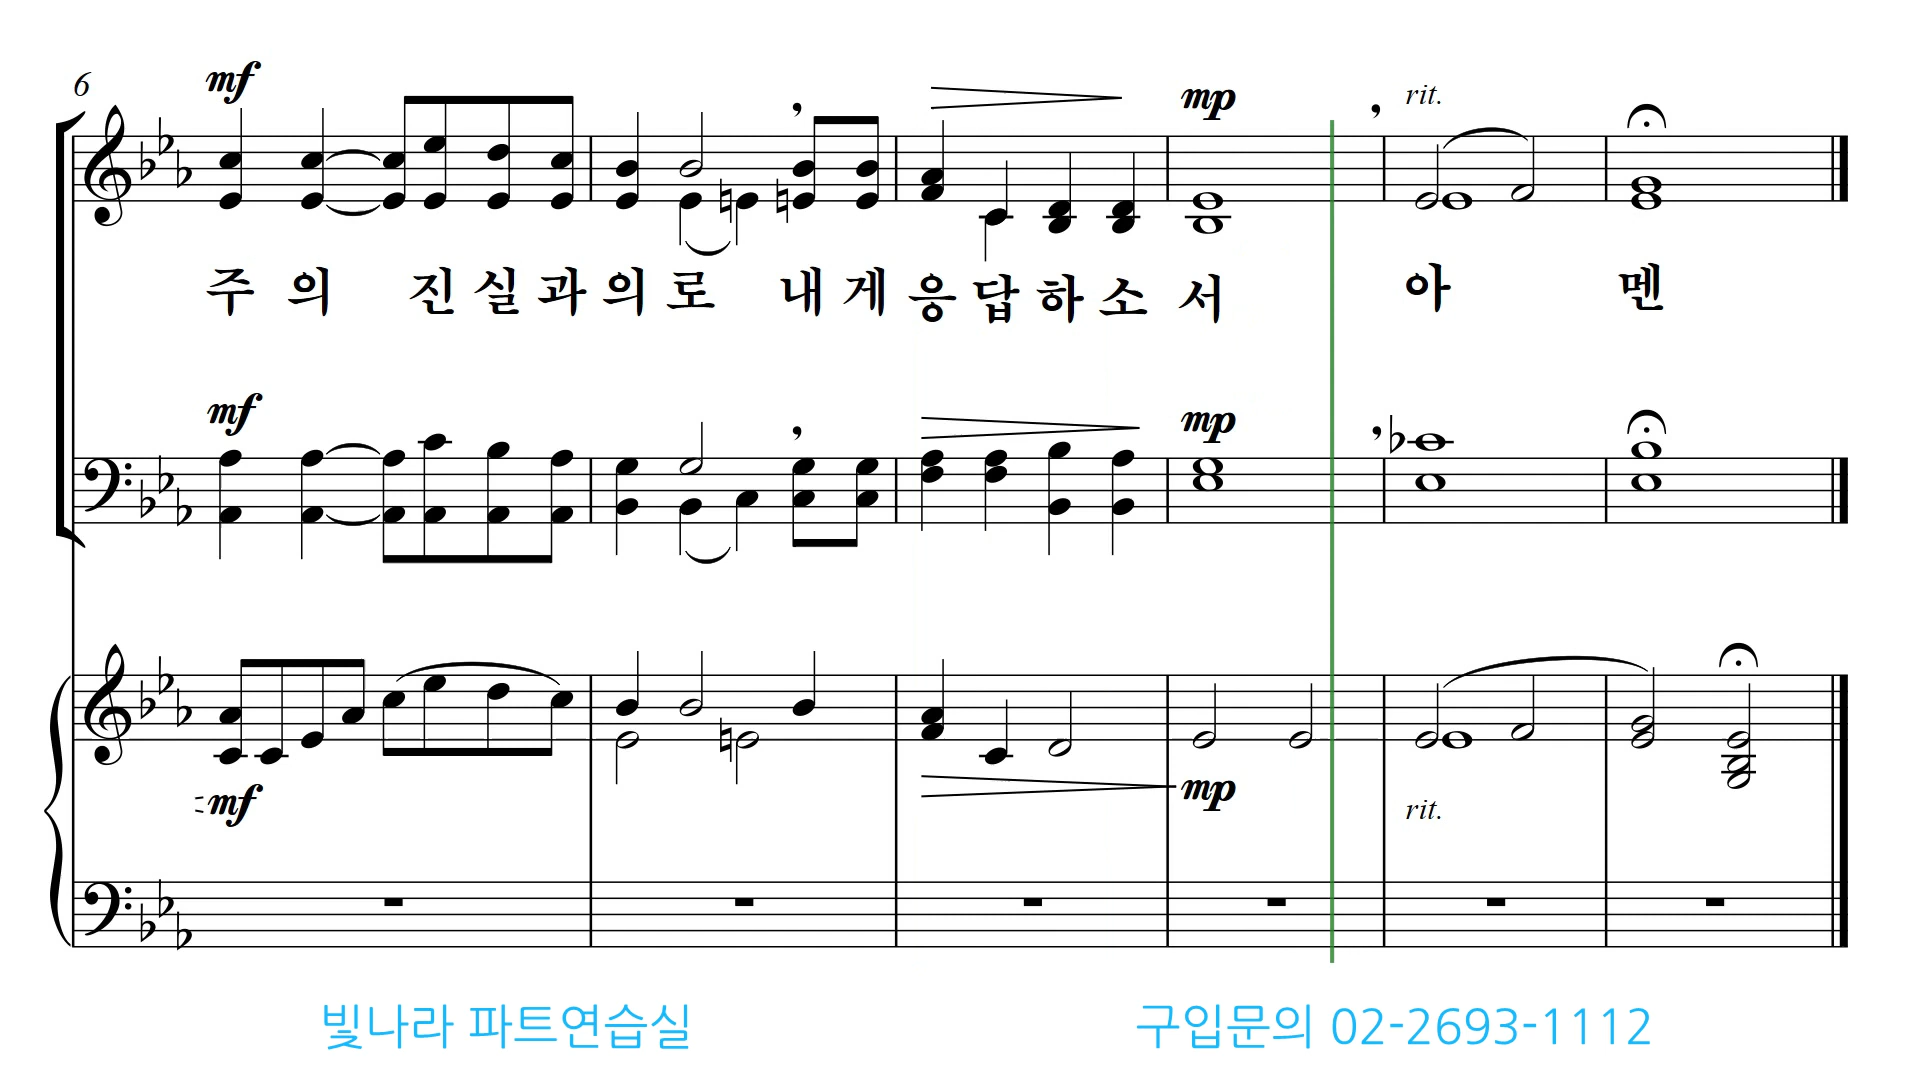 6
mf
mp
rit.
주 의 진 실 과 의 로 내 게 응 답 하 소 서 아 멘
mf
mp
mf
mp
rit.
빛나라 파트연습실 구입문의 02-2693-1112